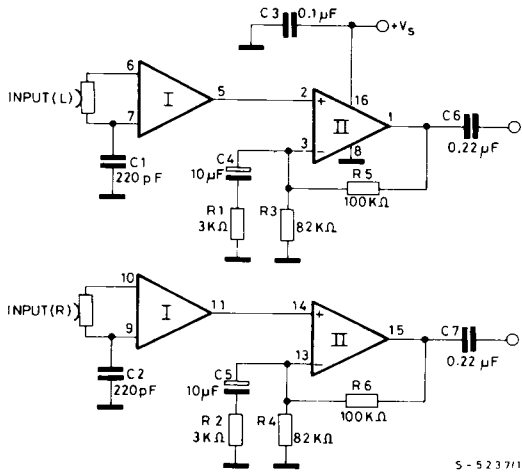 C3 0.1µF
+Vs
6
INPUT(L)
I
5
2
+
16
II
1
C6
7
3
−
8
0.22µF
C1
220pF
C4
10µF
R5
100KΩ
R1
3KΩ
R3
82KΩ
10
INPUT(R)
I
11
14
+
II
15
C7
9
13
−
0.22µF
C2
220pF
C5
10µF
R6
100KΩ
R2
3KΩ
R4
82KΩ
S-5237/1